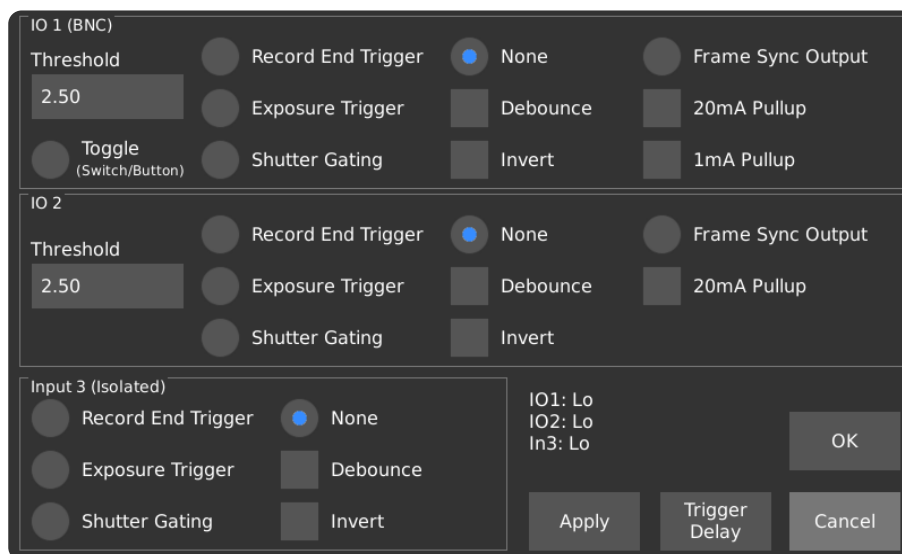 IO 1 (BNC)
Threshold
Record End Trigger
None
Frame Sync Output
2.50
Exposure Trigger
Debounce
20mA Pullup
Toggle
(Switch/Button)
Shutter Gating
Invert
1mA Pullup
IO 2
Threshold
Record End Trigger
None
Frame Sync Output
2.50
Exposure Trigger
Debounce
20mA Pullup
Shutter Gating
Invert
Input 3 (Isolated)
Record End Trigger
None
Exposure Trigger
Debounce
Shutter Gating
Invert
IO1: Lo
IO2: Lo
In3: Lo
OK
Apply
Trigger
Delay
Cancel